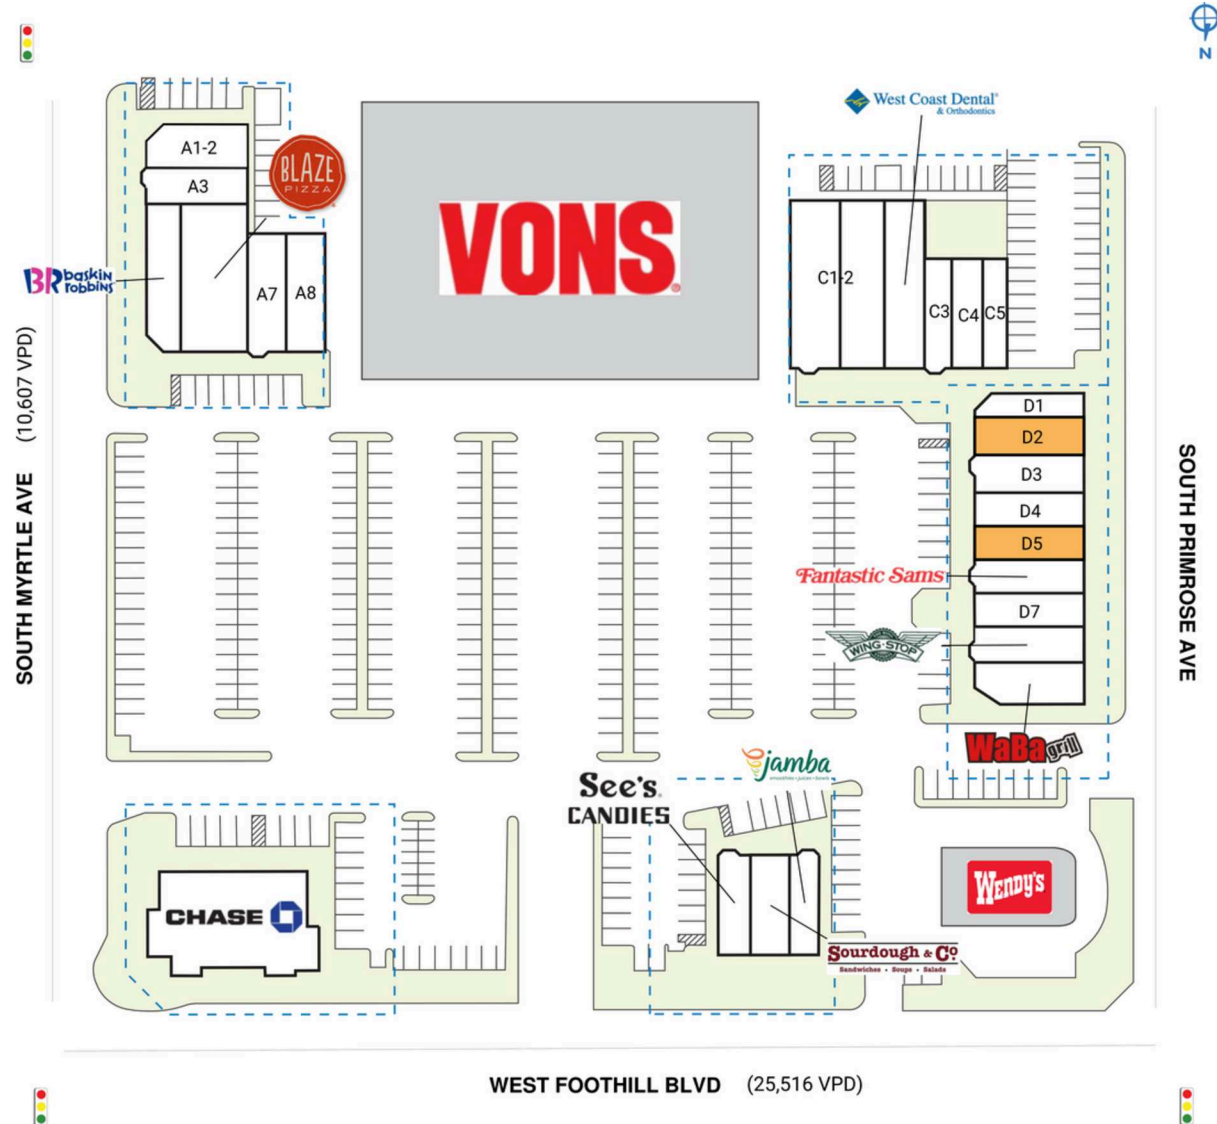 N
West Coast Dental®
& Orthodontics
A1-2
BLAZE
PIZZA
A3
VONS®
BR baskin
robbins
A7
A8
C1-2
C3
C4
C5
SOUTH MYRTLE AVE (10,607 VPD)
D1
D2
D3
D4
D5
Fantastic Sams
D7
WING·STOP
SOUTH PRIMROSE AVE
WaBa grill
jamba
smoothies • juices • bowls
See's®
CANDIES
WENDY'S
CHASE
Sourdough & Co
Sandwiches • Soups • Salads
WEST FOOTHILL BLVD (25,516 VPD)